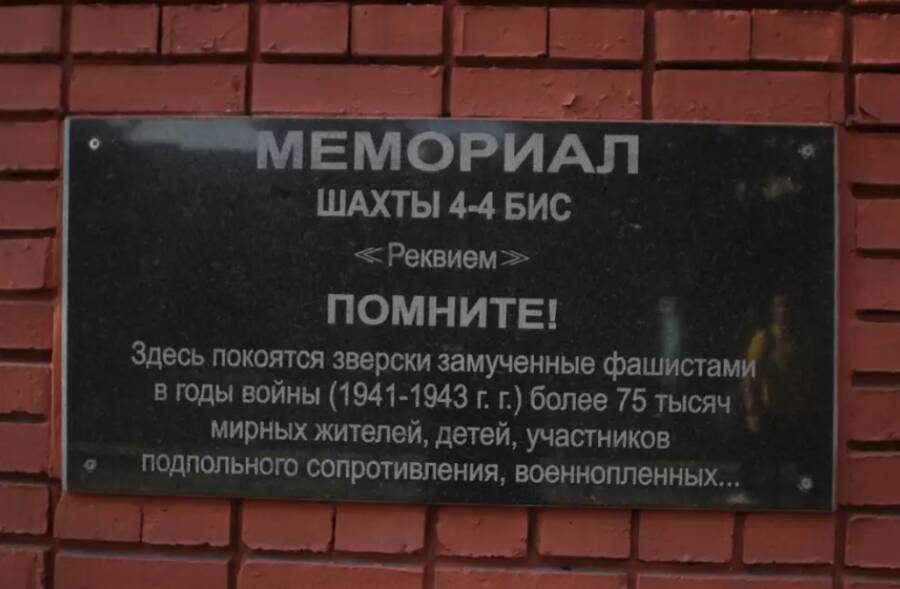 МЕМОРИАЛ
ШАХТЫ 4-4 БИС
≪Реквием≫
ПОМНИТЕ!
Здесь покоятся зверски замученные фашистами
в годы войны (1941-1943 г. г.) более 75 тысяч
мирных жителей, детей, участников
подпольного сопротивления, военнопленных...